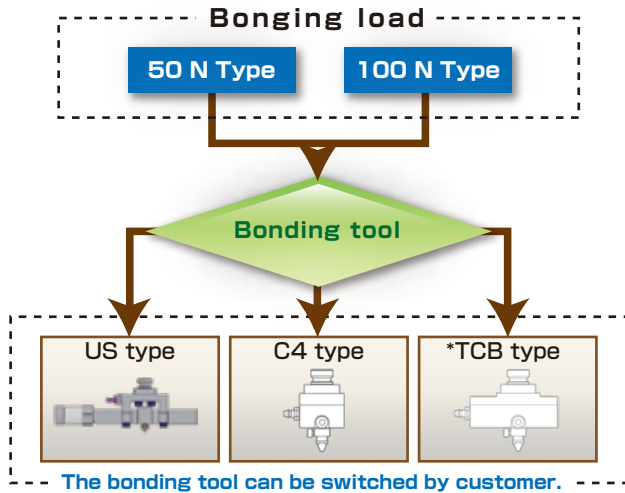 Bonging load
50 N Type
100 N Type
Bonding tool
US type
C4 type
*TCB type
The bonding tool can be switched by customer.